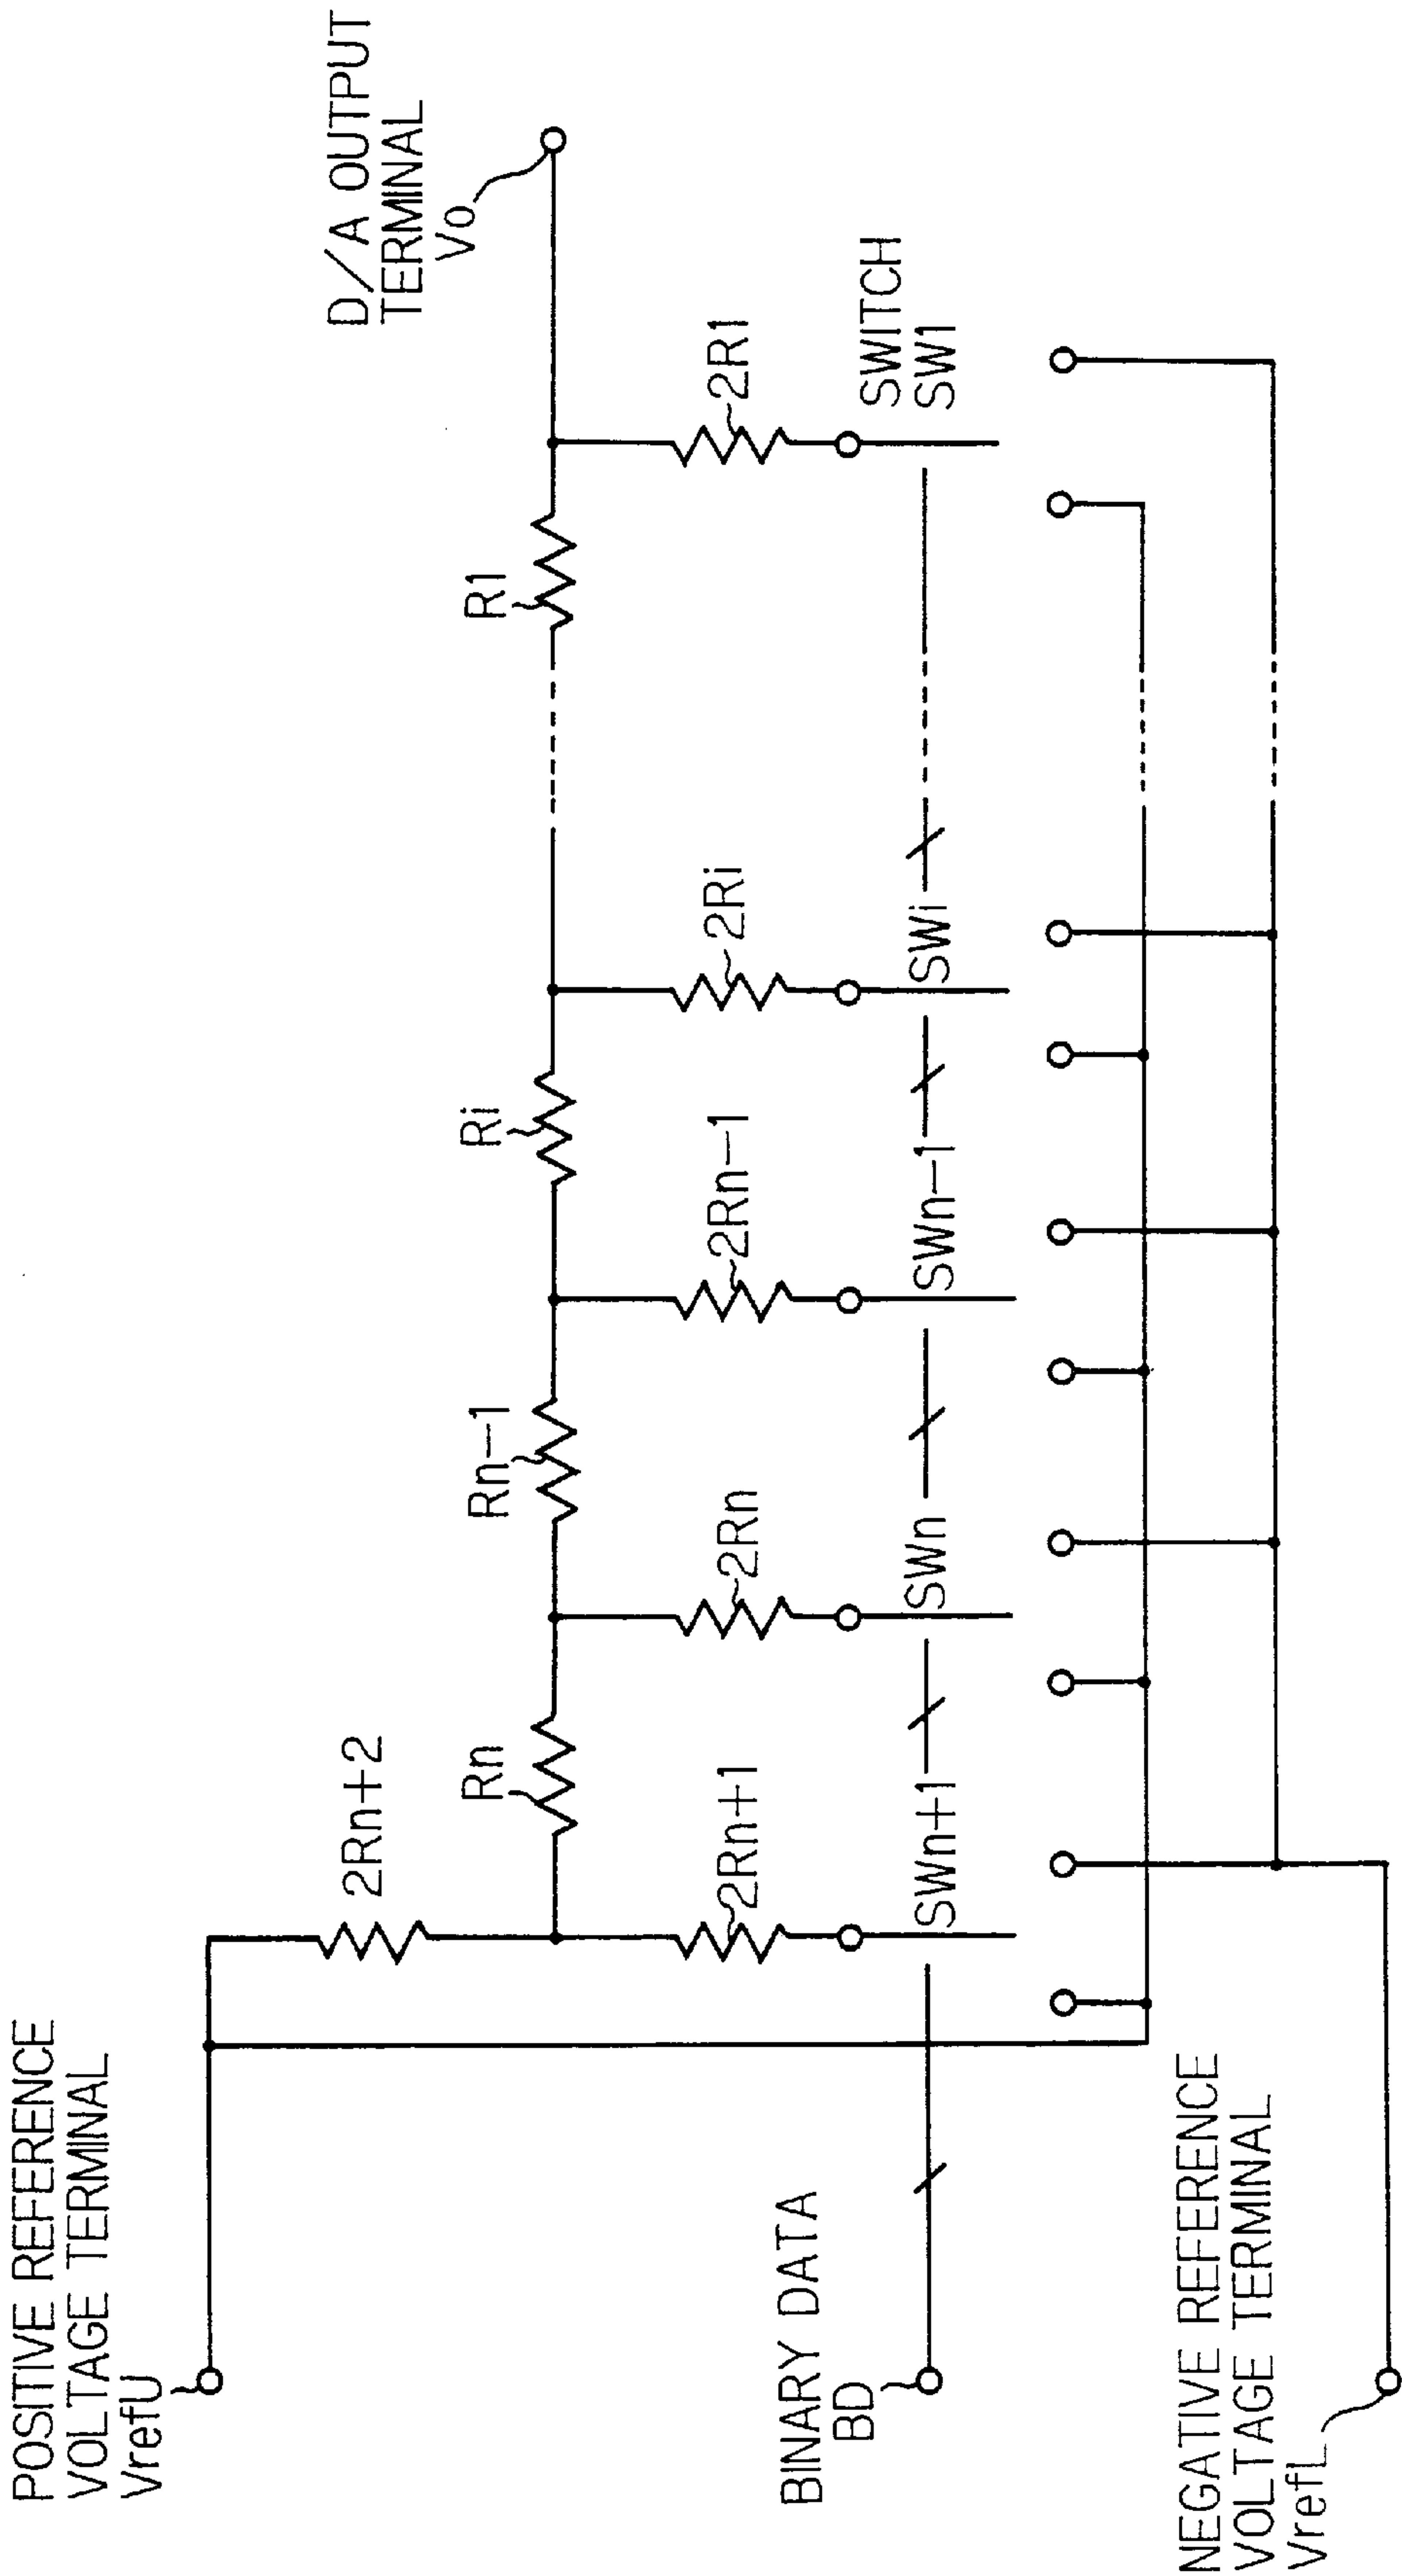 POSITIVE REFERENCE
VOLTAGE TERMINAL
VrefU
2Rn+2
D/A OUTPUT
TERMINAL
Vo
Rn
Rn-1
Ri
R1
2Rn+1
2Rn
2Rn-1
2Ri
2R1
BINARY DATA
BD
SWn+1
SWn
SWn-1
SWi
SWITCH
SW1
NEGATIVE REFERENCE
VOLTAGE TERMINAL
VrefL